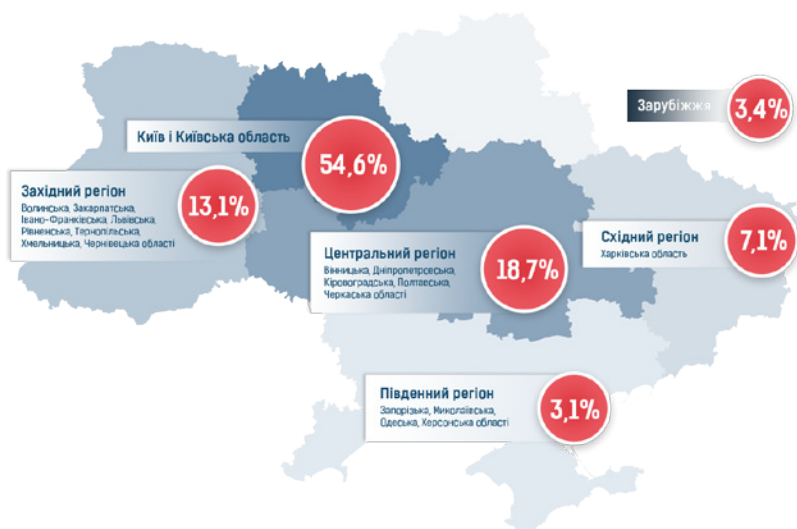 Зарубіжжя
3,4%
Київ і Київська область
54,6%
Західний регіон
Волинська, Закарпатська,
Івано-Франківська, Львівська,
Рівненська, Тернопільська,
Хмельницька, Чернівецька області
13,1%
Центральний регіон
Вінницька, Дніпропетровська,
Кіровоградська, Полтавська,
Черкаська області
18,7%
Східний регіон
Харківська область
7,1%
Південний регіон
Запорізька, Миколаївська,
Одеська, Херсонська області
3,1%